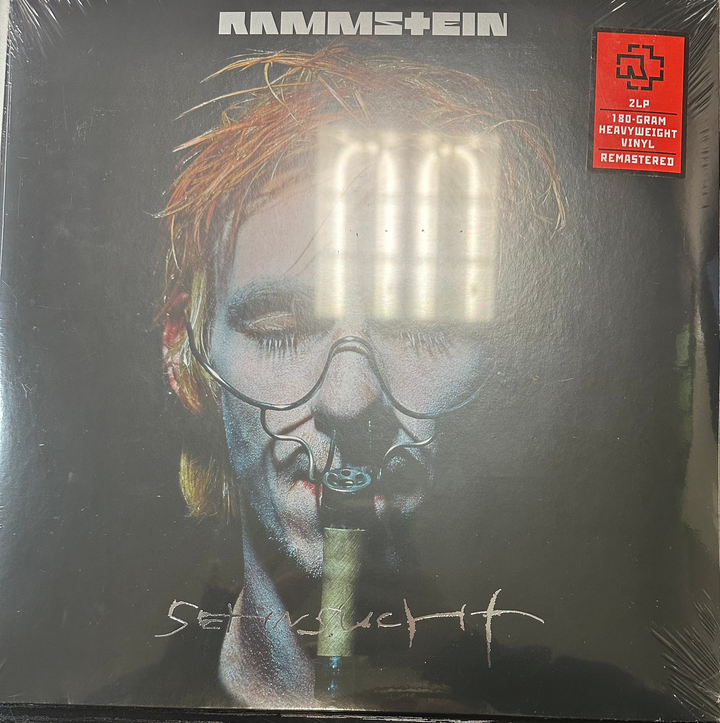 RAMMSTEIN
2LP
180-GRAM
HEAVYWEIGHT
VINYL
REMASTERED
SEHNSUCHT